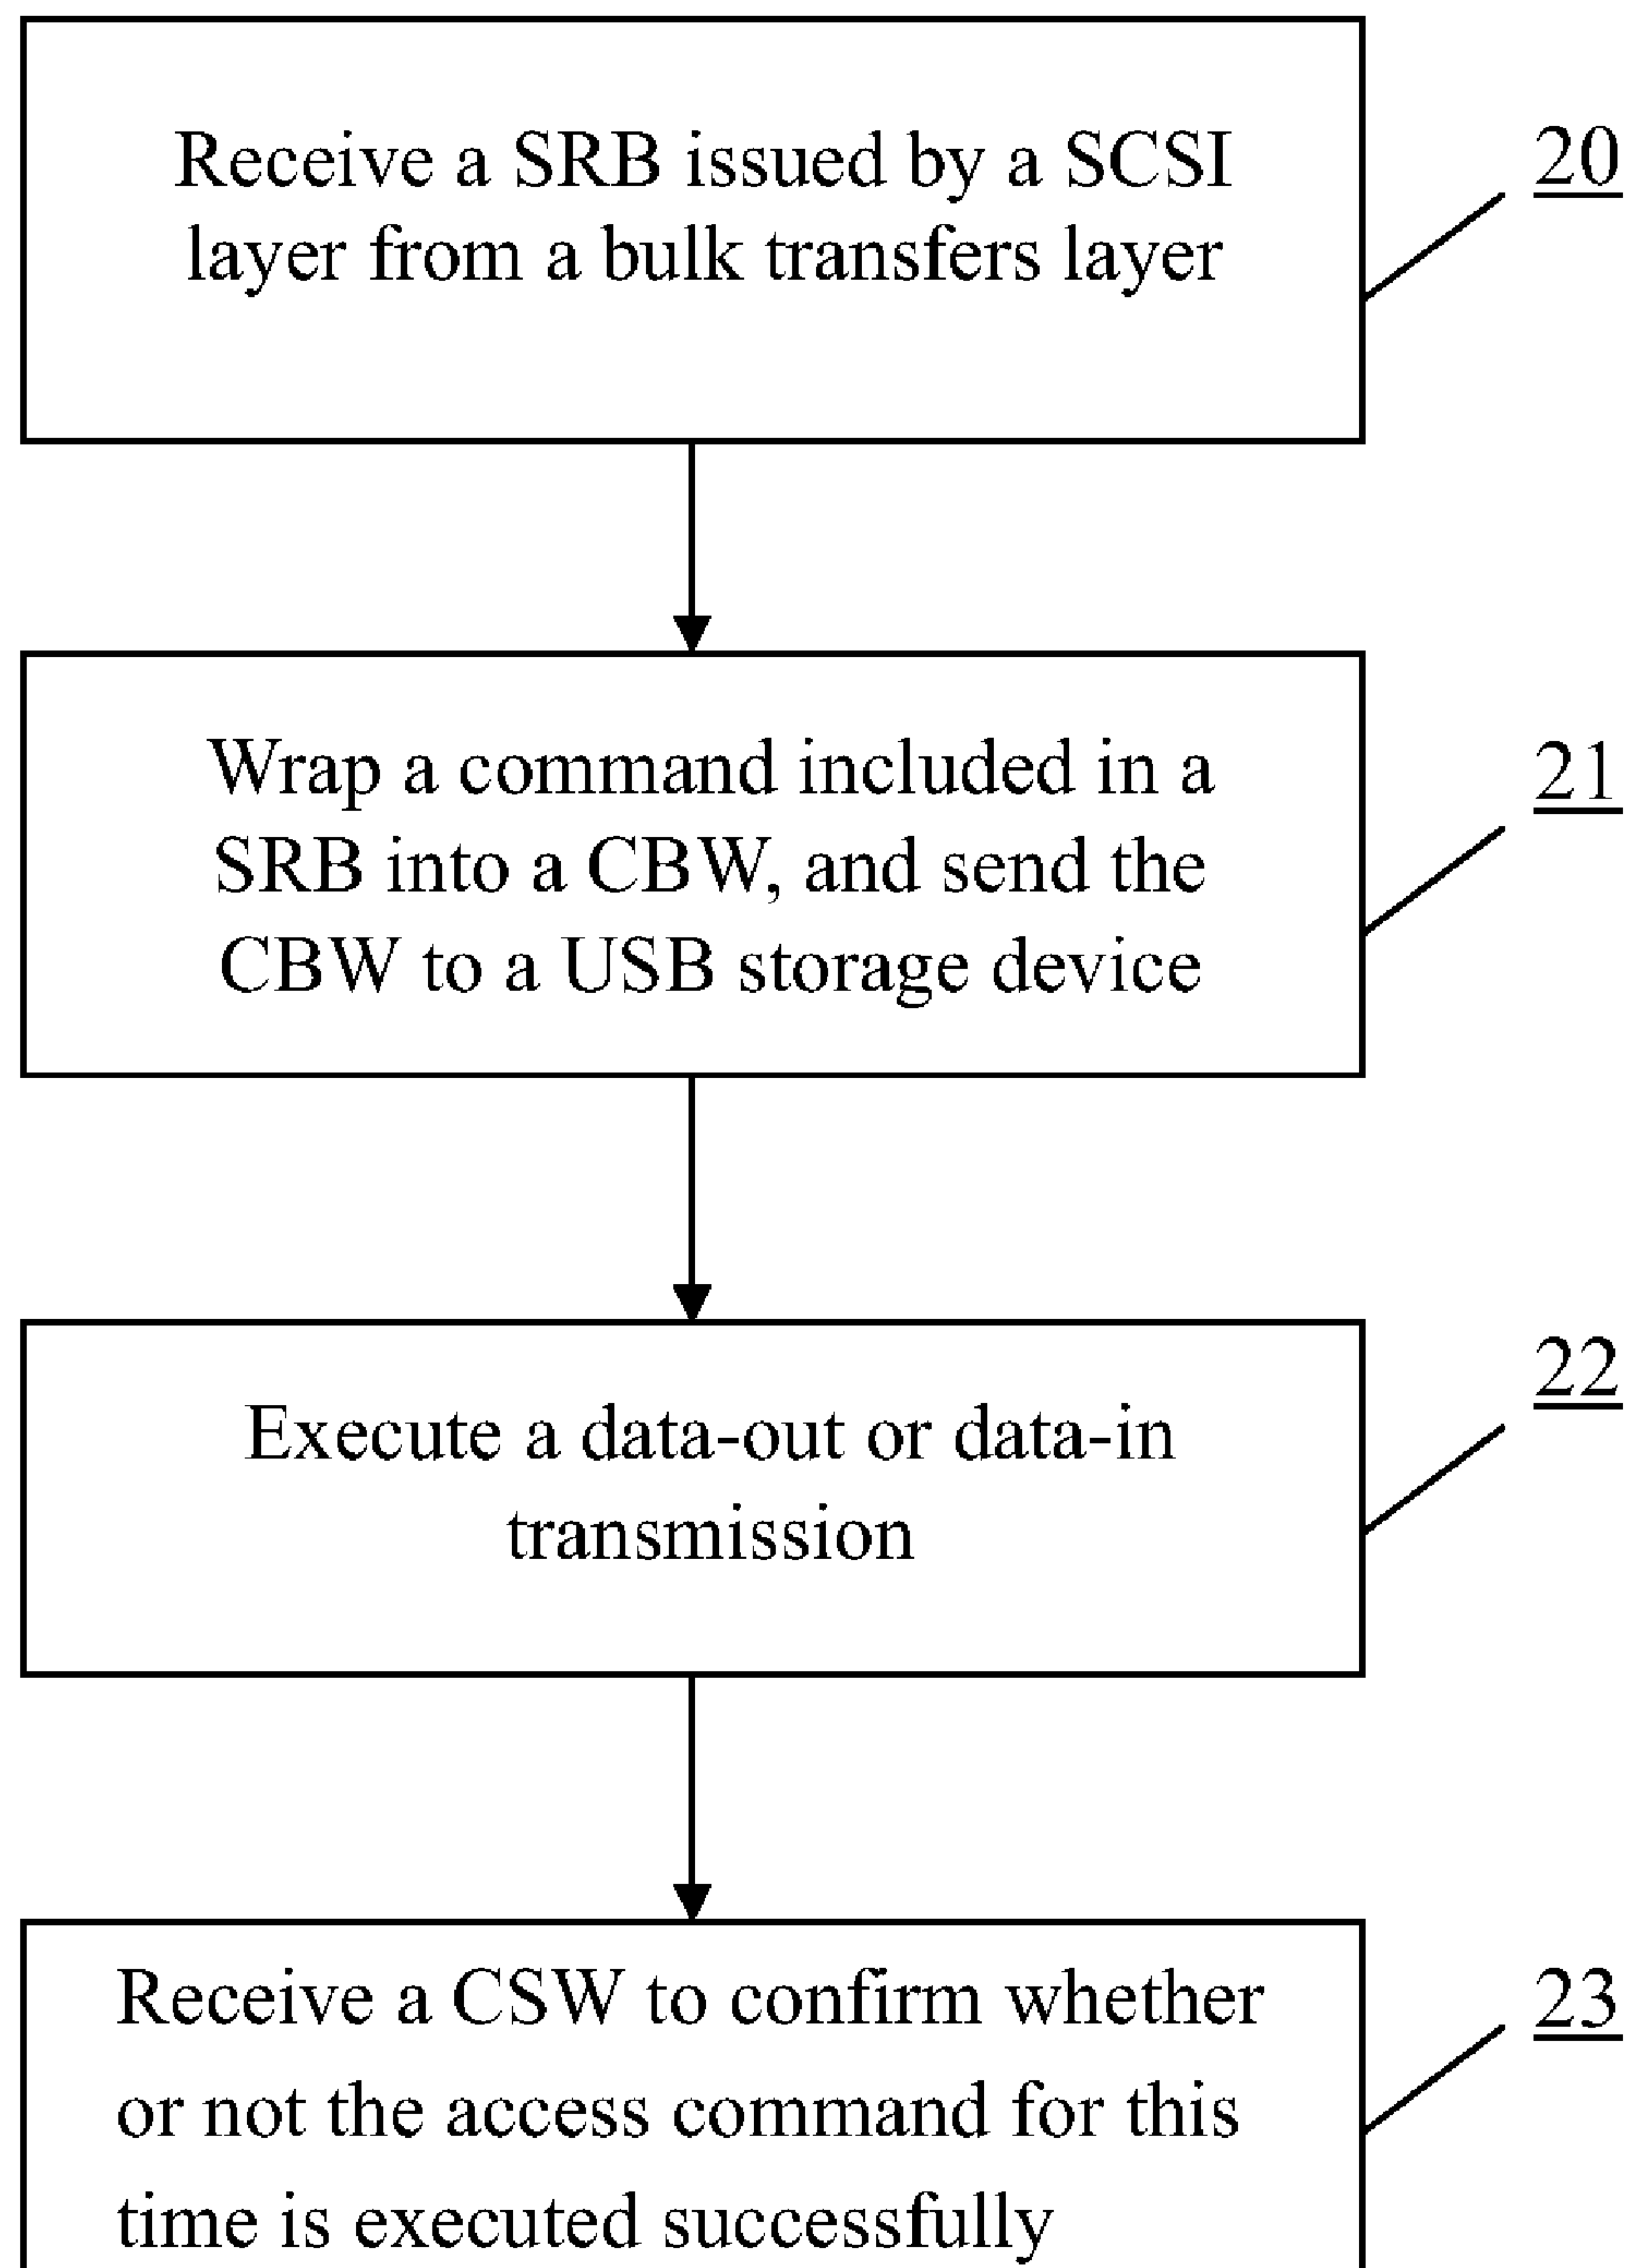 Receive a SRB issued by a SCSI
layer from a bulk transfers layer
20
Wrap a command included in a
SRB into a CBW, and send the
CBW to a USB storage device
21
Execute a data-out or data-in
transmission
22
Receive a CSW to confirm whether
or not the access command for this
time is executed successfully
23